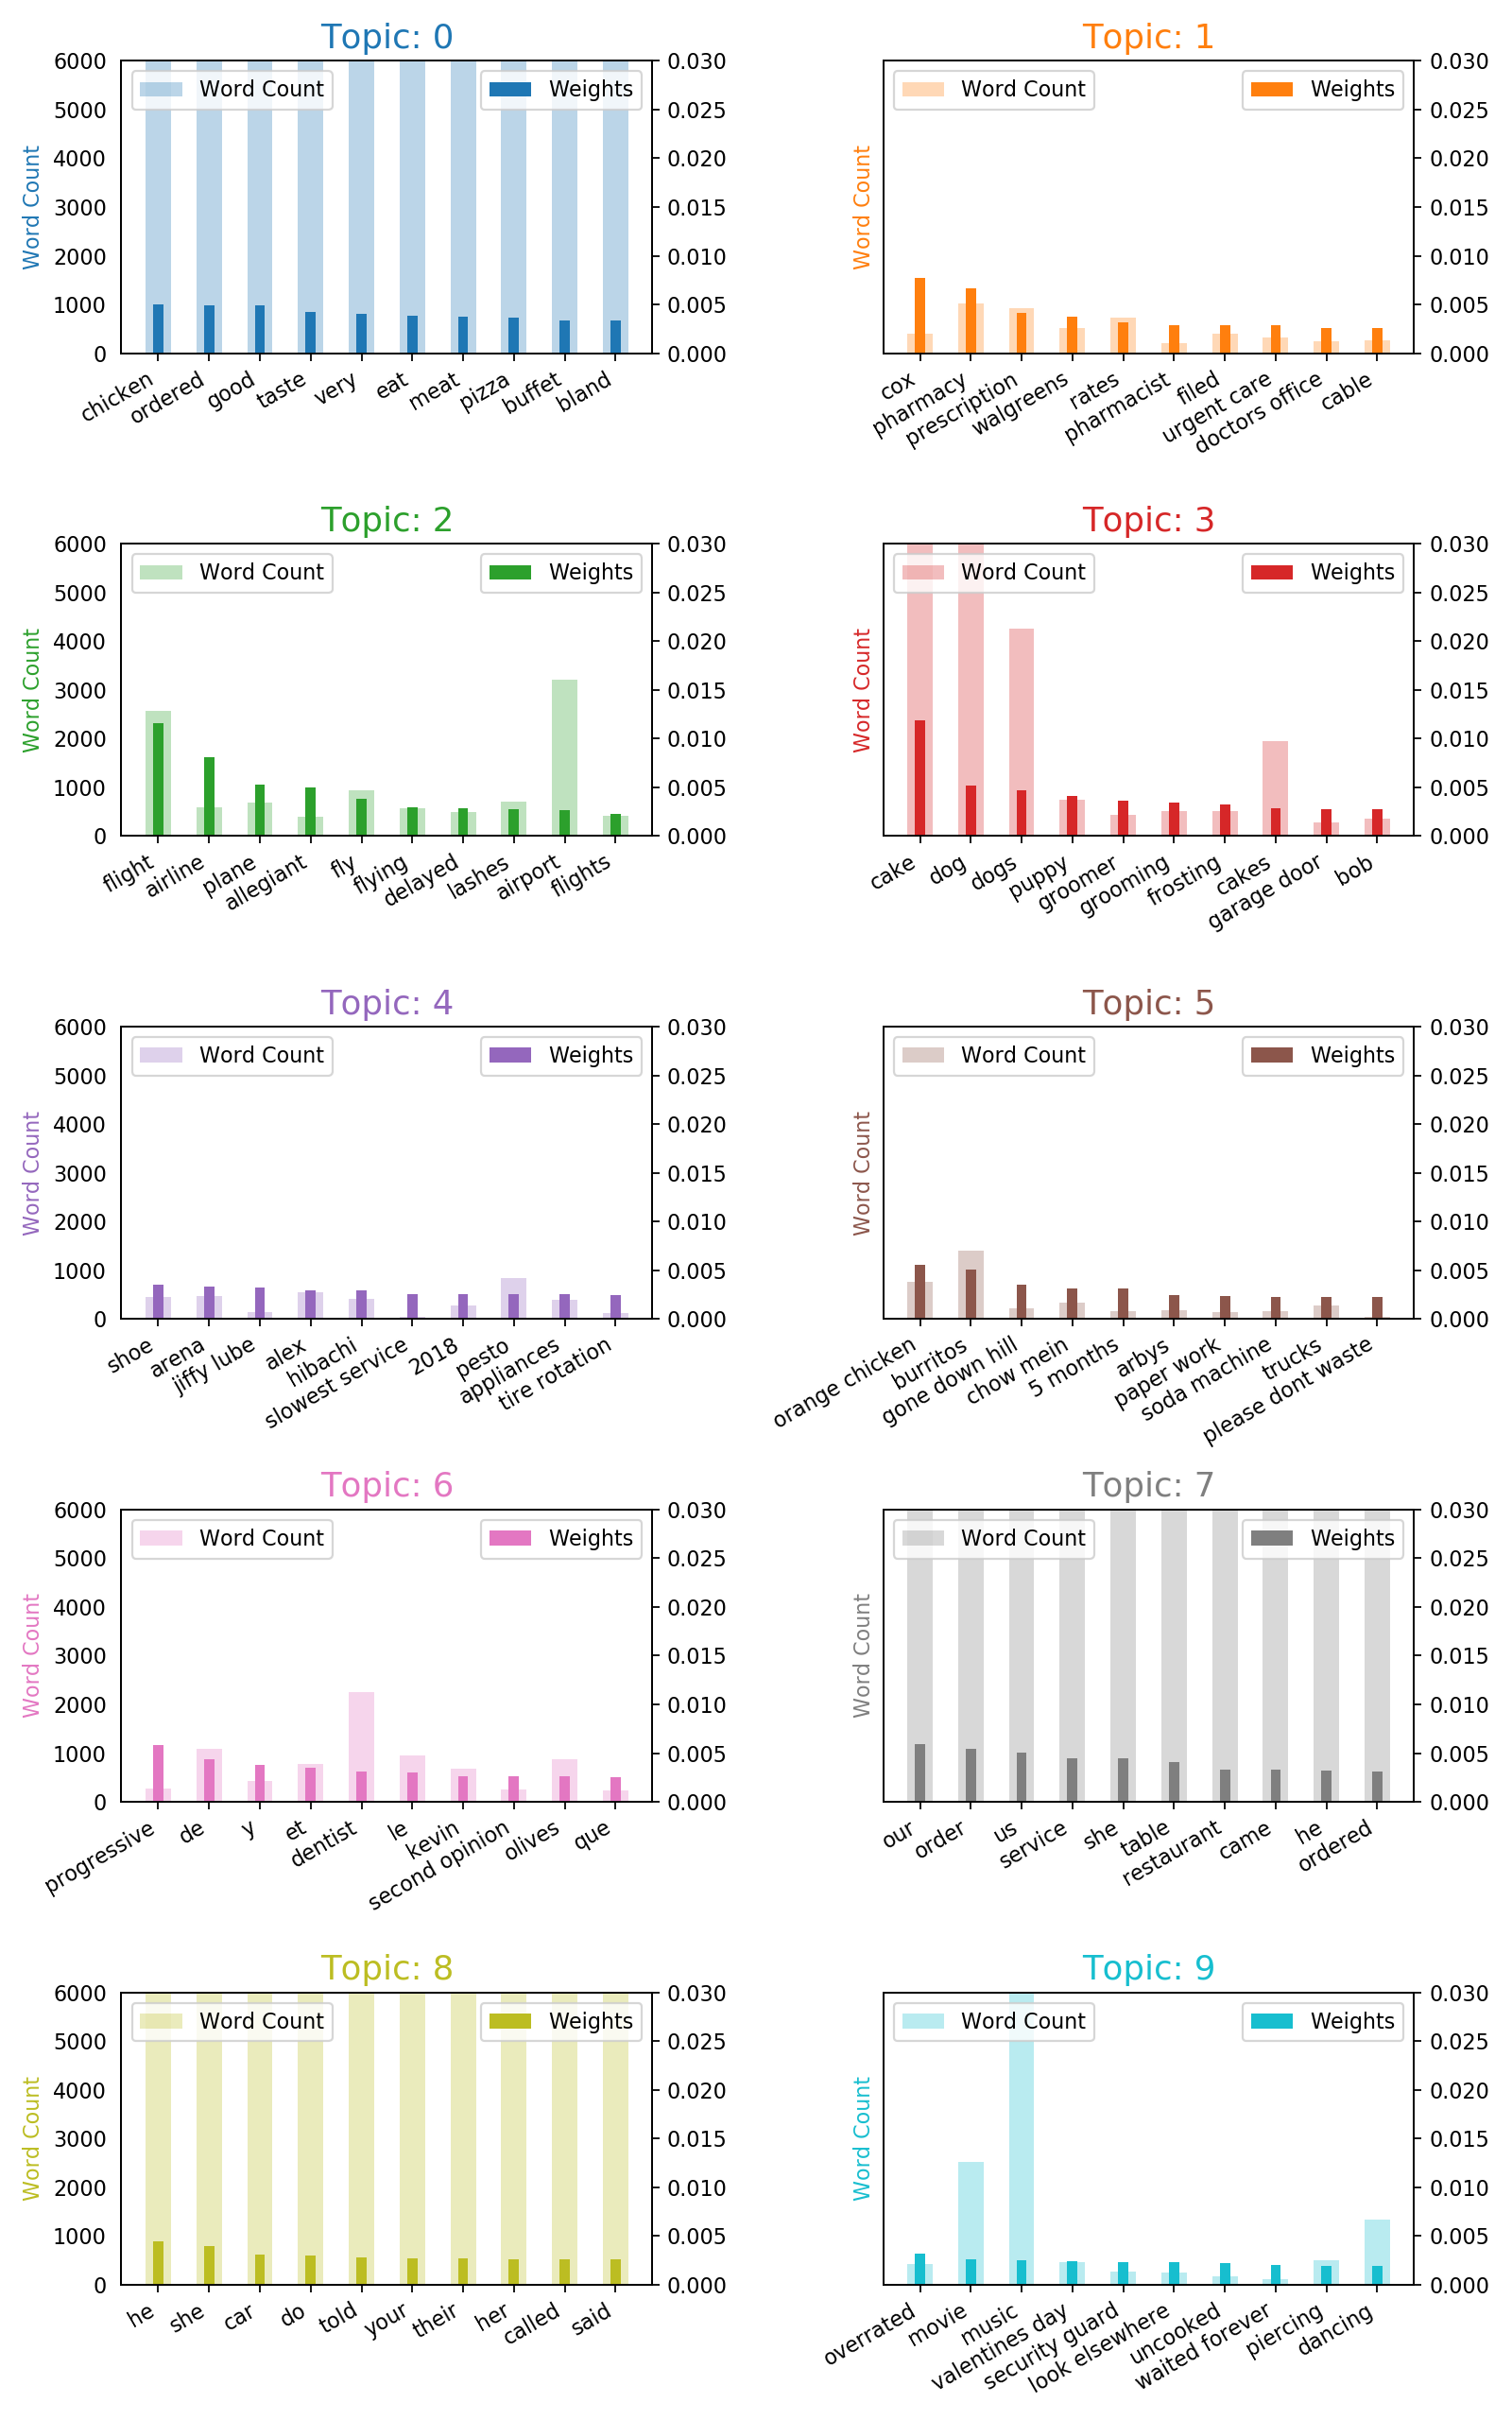 Topic: 0
6000
5000
4000
3000
2000
1000
0
Word Count
Word Count
Weights
0.030
0.025
0.020
0.015
0.010
0.005
0.000
chicken
ordered
good
taste
very
eat
meat
pizza
buffet
bland
Topic: 1
Word Count
Word Count
Weights
0.030
0.025
0.020
0.015
0.010
0.005
0.000
cox
pharmacy
prescription
walgreens
rates
pharmacist
filed
urgent care
doctors office
cable
Topic: 2
6000
5000
4000
3000
2000
1000
0
Word Count
Word Count
Weights
0.030
0.025
0.020
0.015
0.010
0.005
0.000
flight
airline
plane
allegiant
fly
flying
delayed
lashes
airport
flights
Topic: 3
Word Count
Word Count
Weights
0.030
0.025
0.020
0.015
0.010
0.005
0.000
cake
dog
dogs
puppy
groomer
grooming
frosting
cakes
garage door
bob
Topic: 4
6000
5000
4000
3000
2000
1000
0
Word Count
Word Count
Weights
0.030
0.025
0.020
0.015
0.010
0.005
0.000
shoe
arena
jiffy lube
alex
hibachi
slowest service
2018
pesto
appliances
tire rotation
Topic: 5
Word Count
Word Count
Weights
0.030
0.025
0.020
0.015
0.010
0.005
0.000
orange chicken
burritos
gone down hill
chow mein
5 months
arbys
paper work
soda machine
trucks
please dont waste
Topic: 6
6000
5000
4000
3000
2000
1000
0
Word Count
Word Count
Weights
0.030
0.025
0.020
0.015
0.010
0.005
0.000
progressive
de
y
et
dentist
le
kevin
second opinion
olives
que
Topic: 7
Word Count
Word Count
Weights
0.030
0.025
0.020
0.015
0.010
0.005
0.000
our
order
us
service
she
table
restaurant
came
he
ordered
Topic: 8
6000
5000
4000
3000
2000
1000
0
Word Count
Word Count
Weights
0.030
0.025
0.020
0.015
0.010
0.005
0.000
he
she
car
do
told
your
their
her
called
said
Topic: 9
Word Count
Word Count
Weights
0.030
0.025
0.020
0.015
0.010
0.005
0.000
overrated
movie
music
valentines day
security guard
look elsewhere
uncooked
waited forever
piercing
dancing